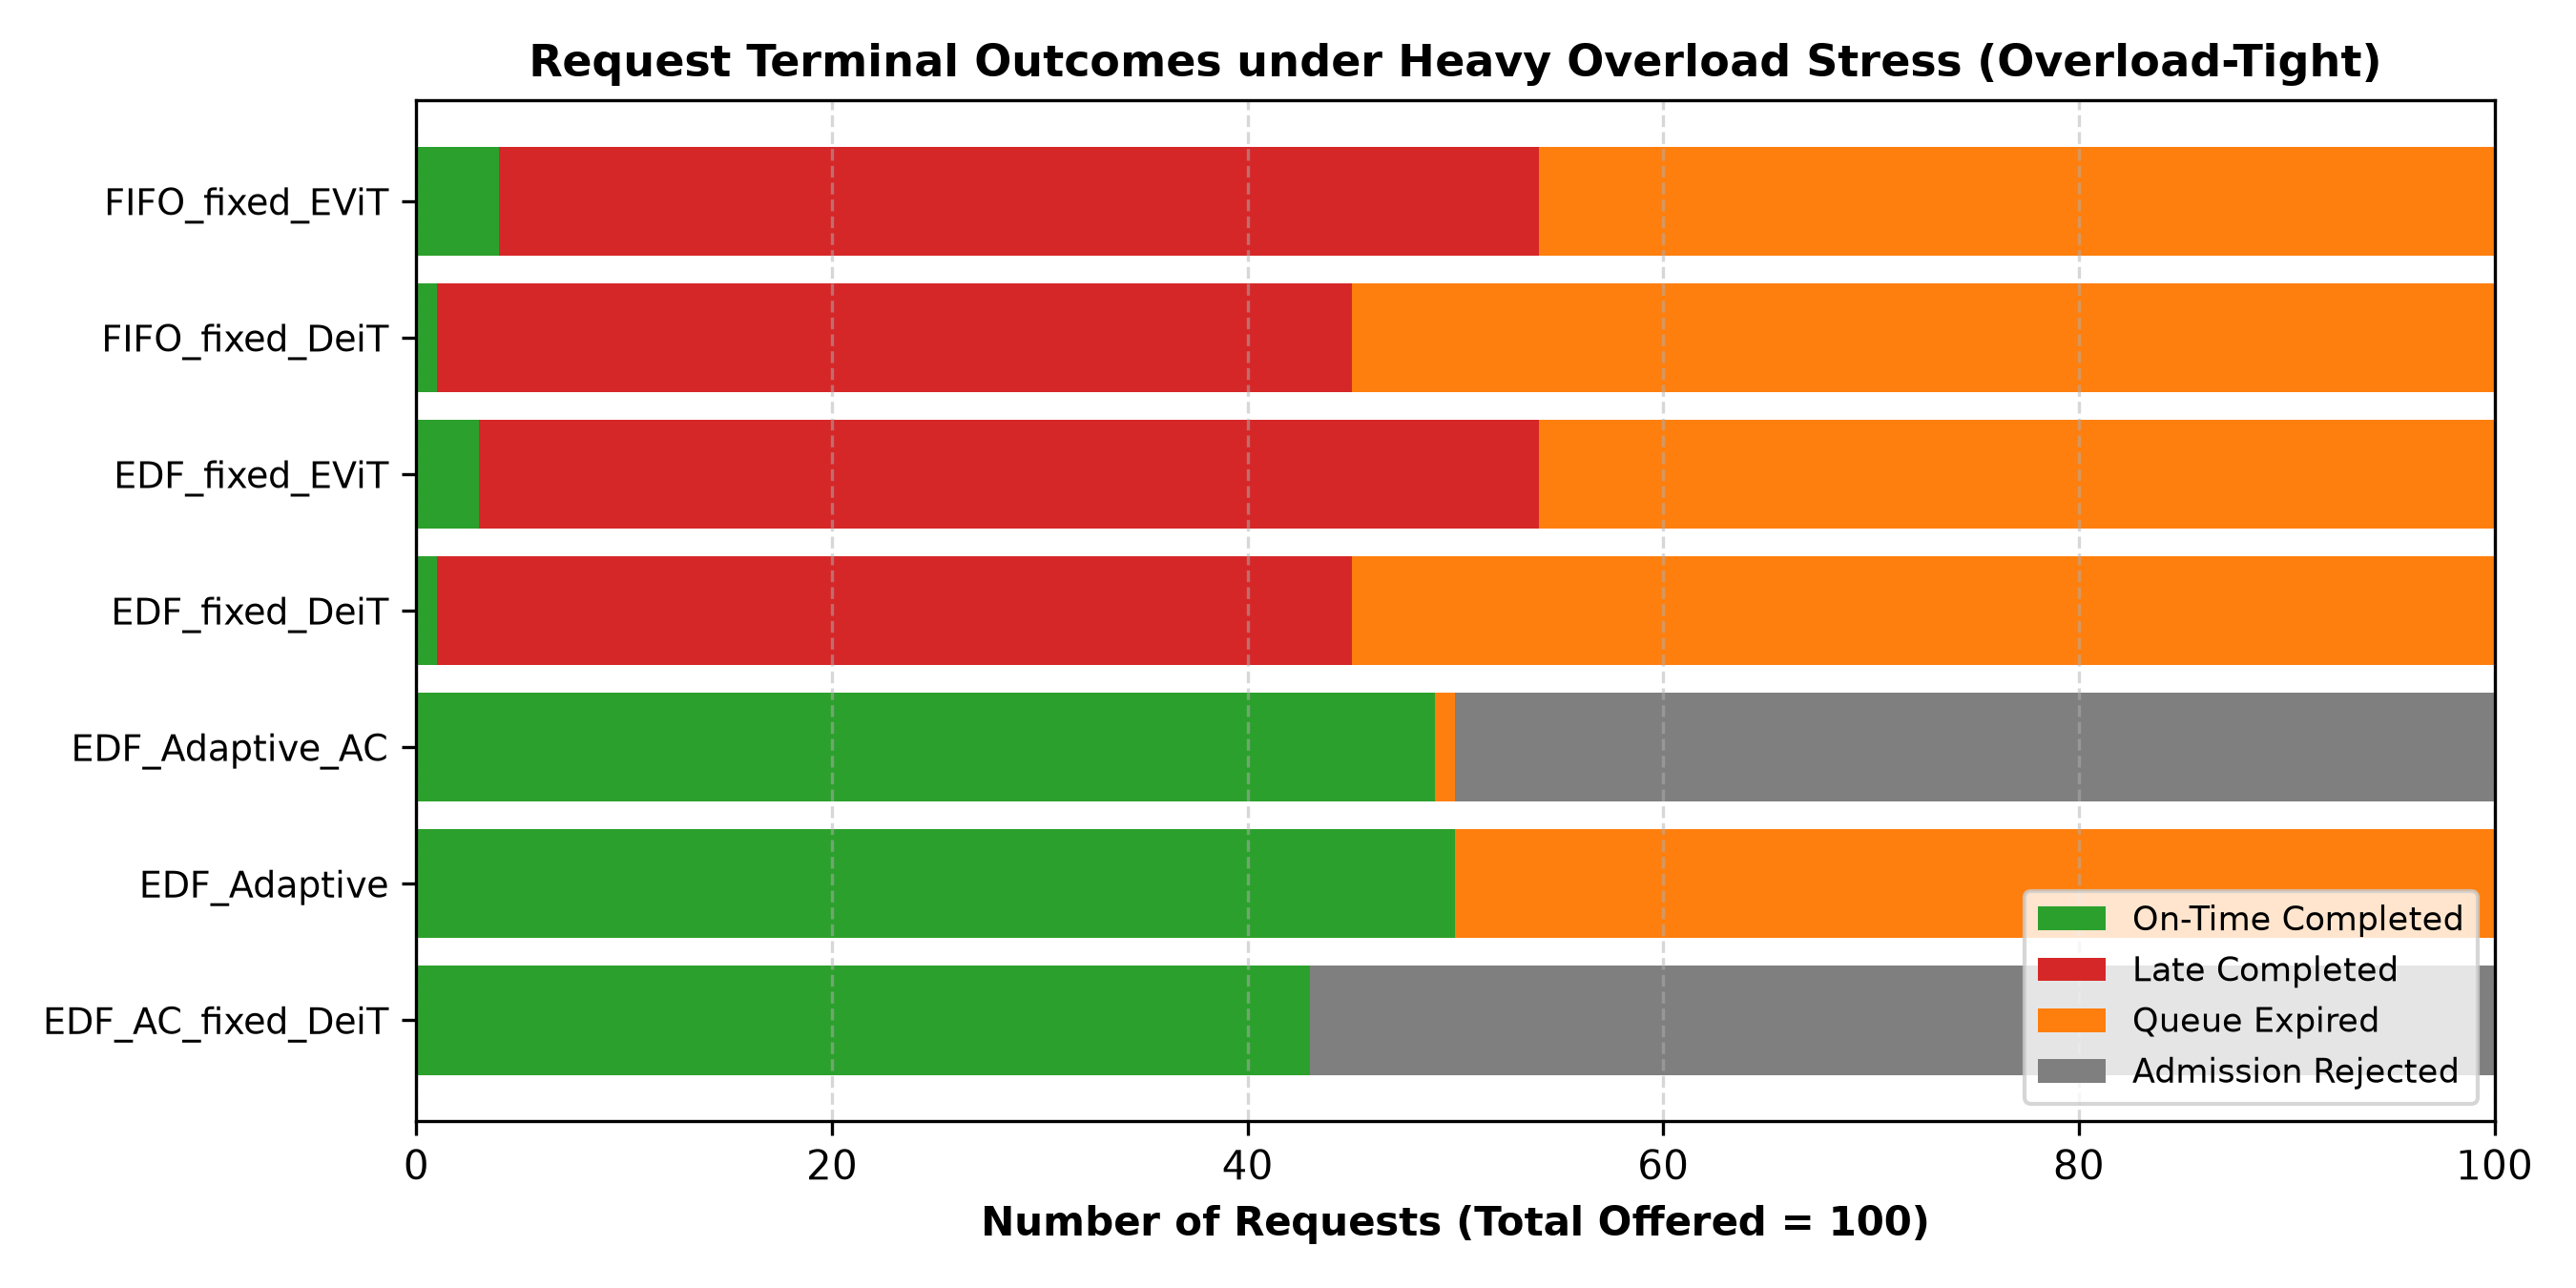 Request Terminal Outcomes under Heavy Overload Stress (Overload-Tight)
FIFO_fixed_EViT
FIFO_fixed_DeiT
EDF_fixed_EViT
EDF_fixed_DeiT
EDF_Adaptive_AC
EDF_Adaptive
EDF_AC_fixed_DeiT
On-Time Completed
Late Completed
Queue Expired
Admission Rejected
0 20 40 60 80 100
Number of Requests (Total Offered = 100)